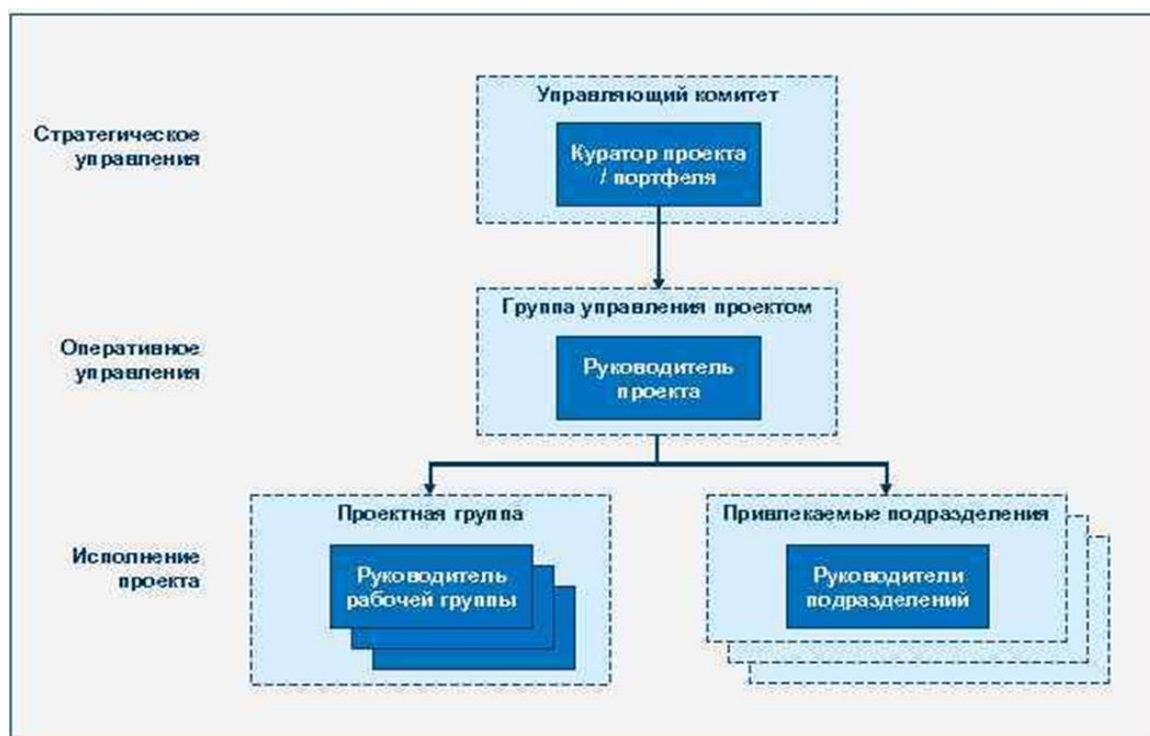 Управляющий комитет
Стратегическое
управления
Куратор проекта
/ портфеля
Группа управления проектом
Оперативное
управления
Руководитель
проекта
Проектная группа
Привлекаемые подразделения
Исполнение
проекта
Руководитель
рабочей группы
Руководители
подразделений